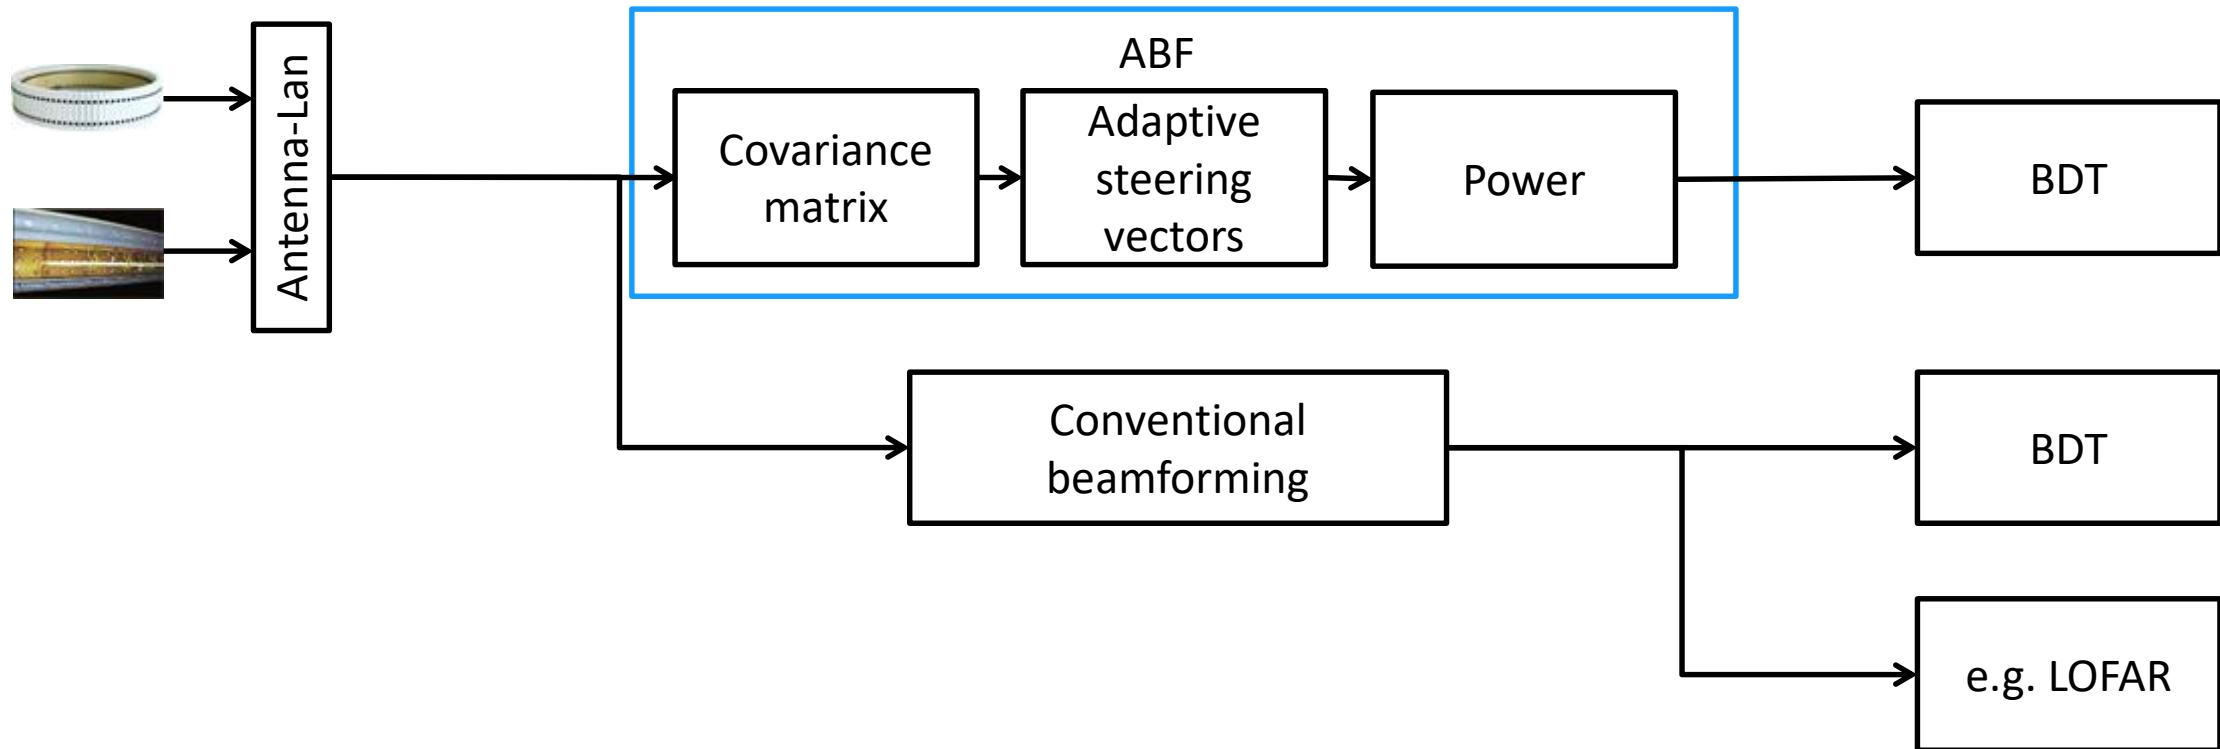 Antenna-Lan
ABF
Covariance
matrix
Adaptive
steering
vectors
Power
BDT
Conventional
beamforming
BDT
e.g. LOFAR